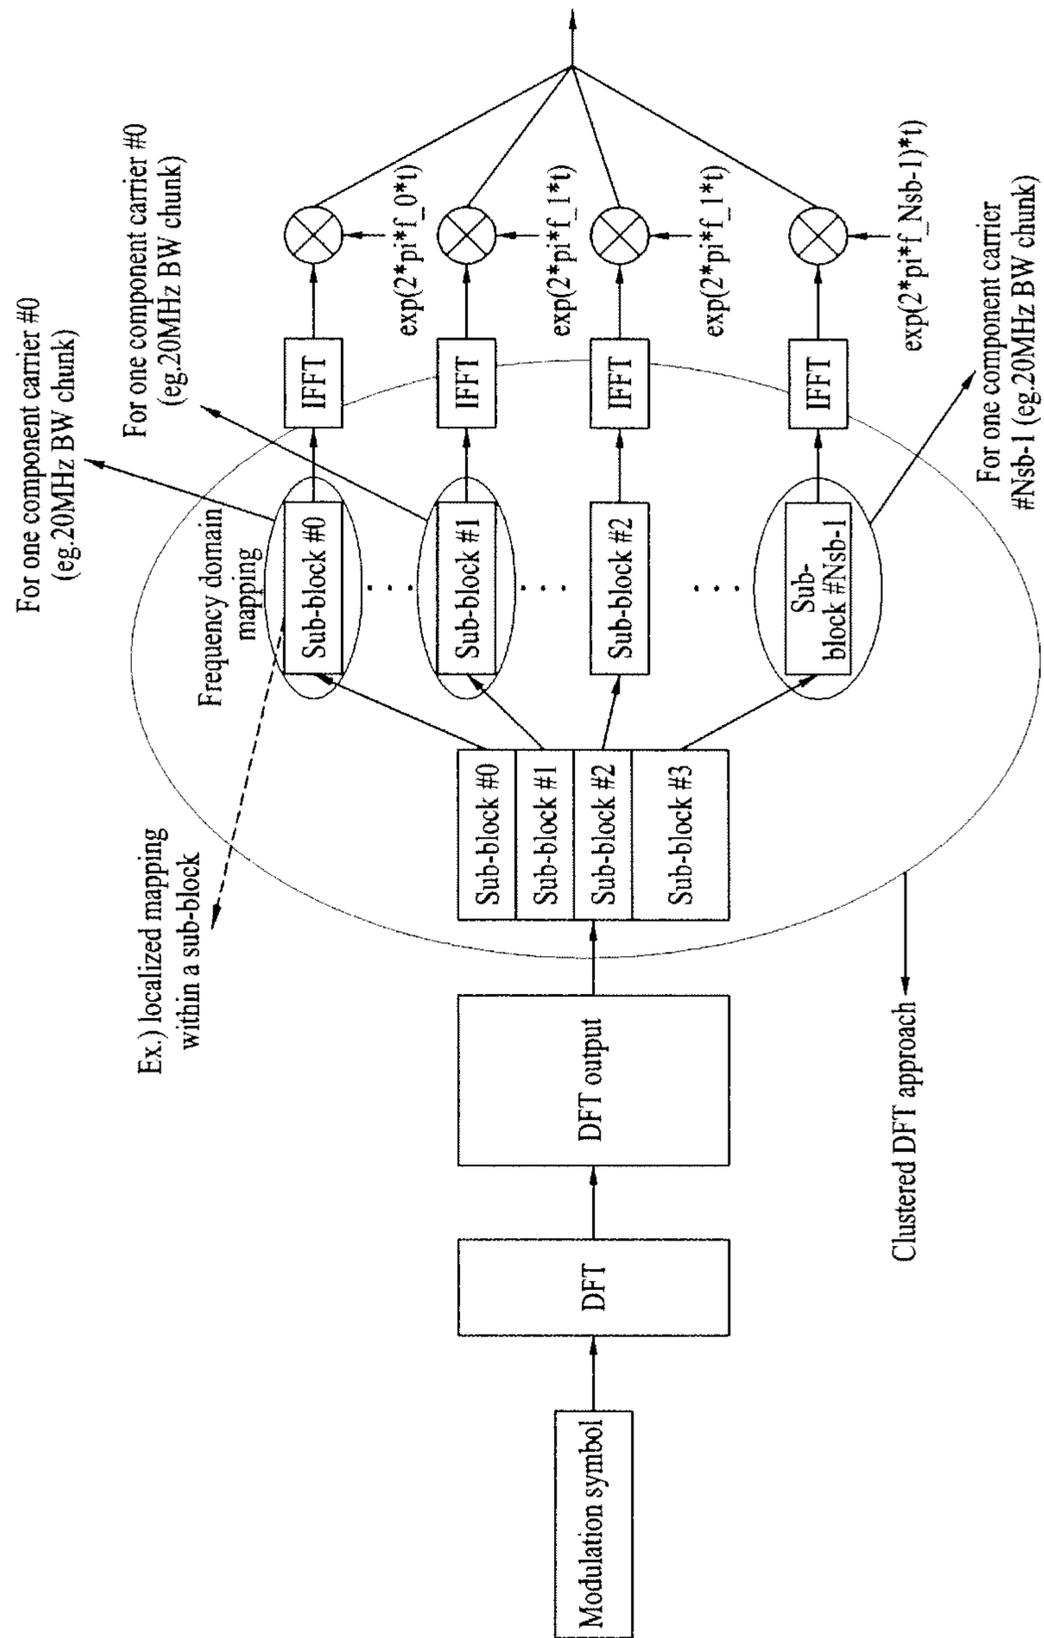 Modulation symbol
DFT
DFT output
Sub-block #0
Sub-block #1
Sub-block #2
Sub-block #3
Ex.) localized mapping
within a sub-block
Frequency domain
mapping
Sub-block #0
Sub-block #1
Sub-block #2
Sub-
block #Nsb-1
. . .
. . .
. . .
For one component carrier #0
(eg.20MHz BW chunk)
For one component carrier #0
(eg.20MHz BW chunk)
IFFT
IFFT
IFFT
IFFT
exp(2*pi*f_0*t)
exp(2*pi*f_1*t)
exp(2*pi*f_1*t)
exp(2*pi*f_Nsb-1)*t)
For one component carrier
#Nsb-1 (eg.20MHz BW chunk)
Clustered DFT approach